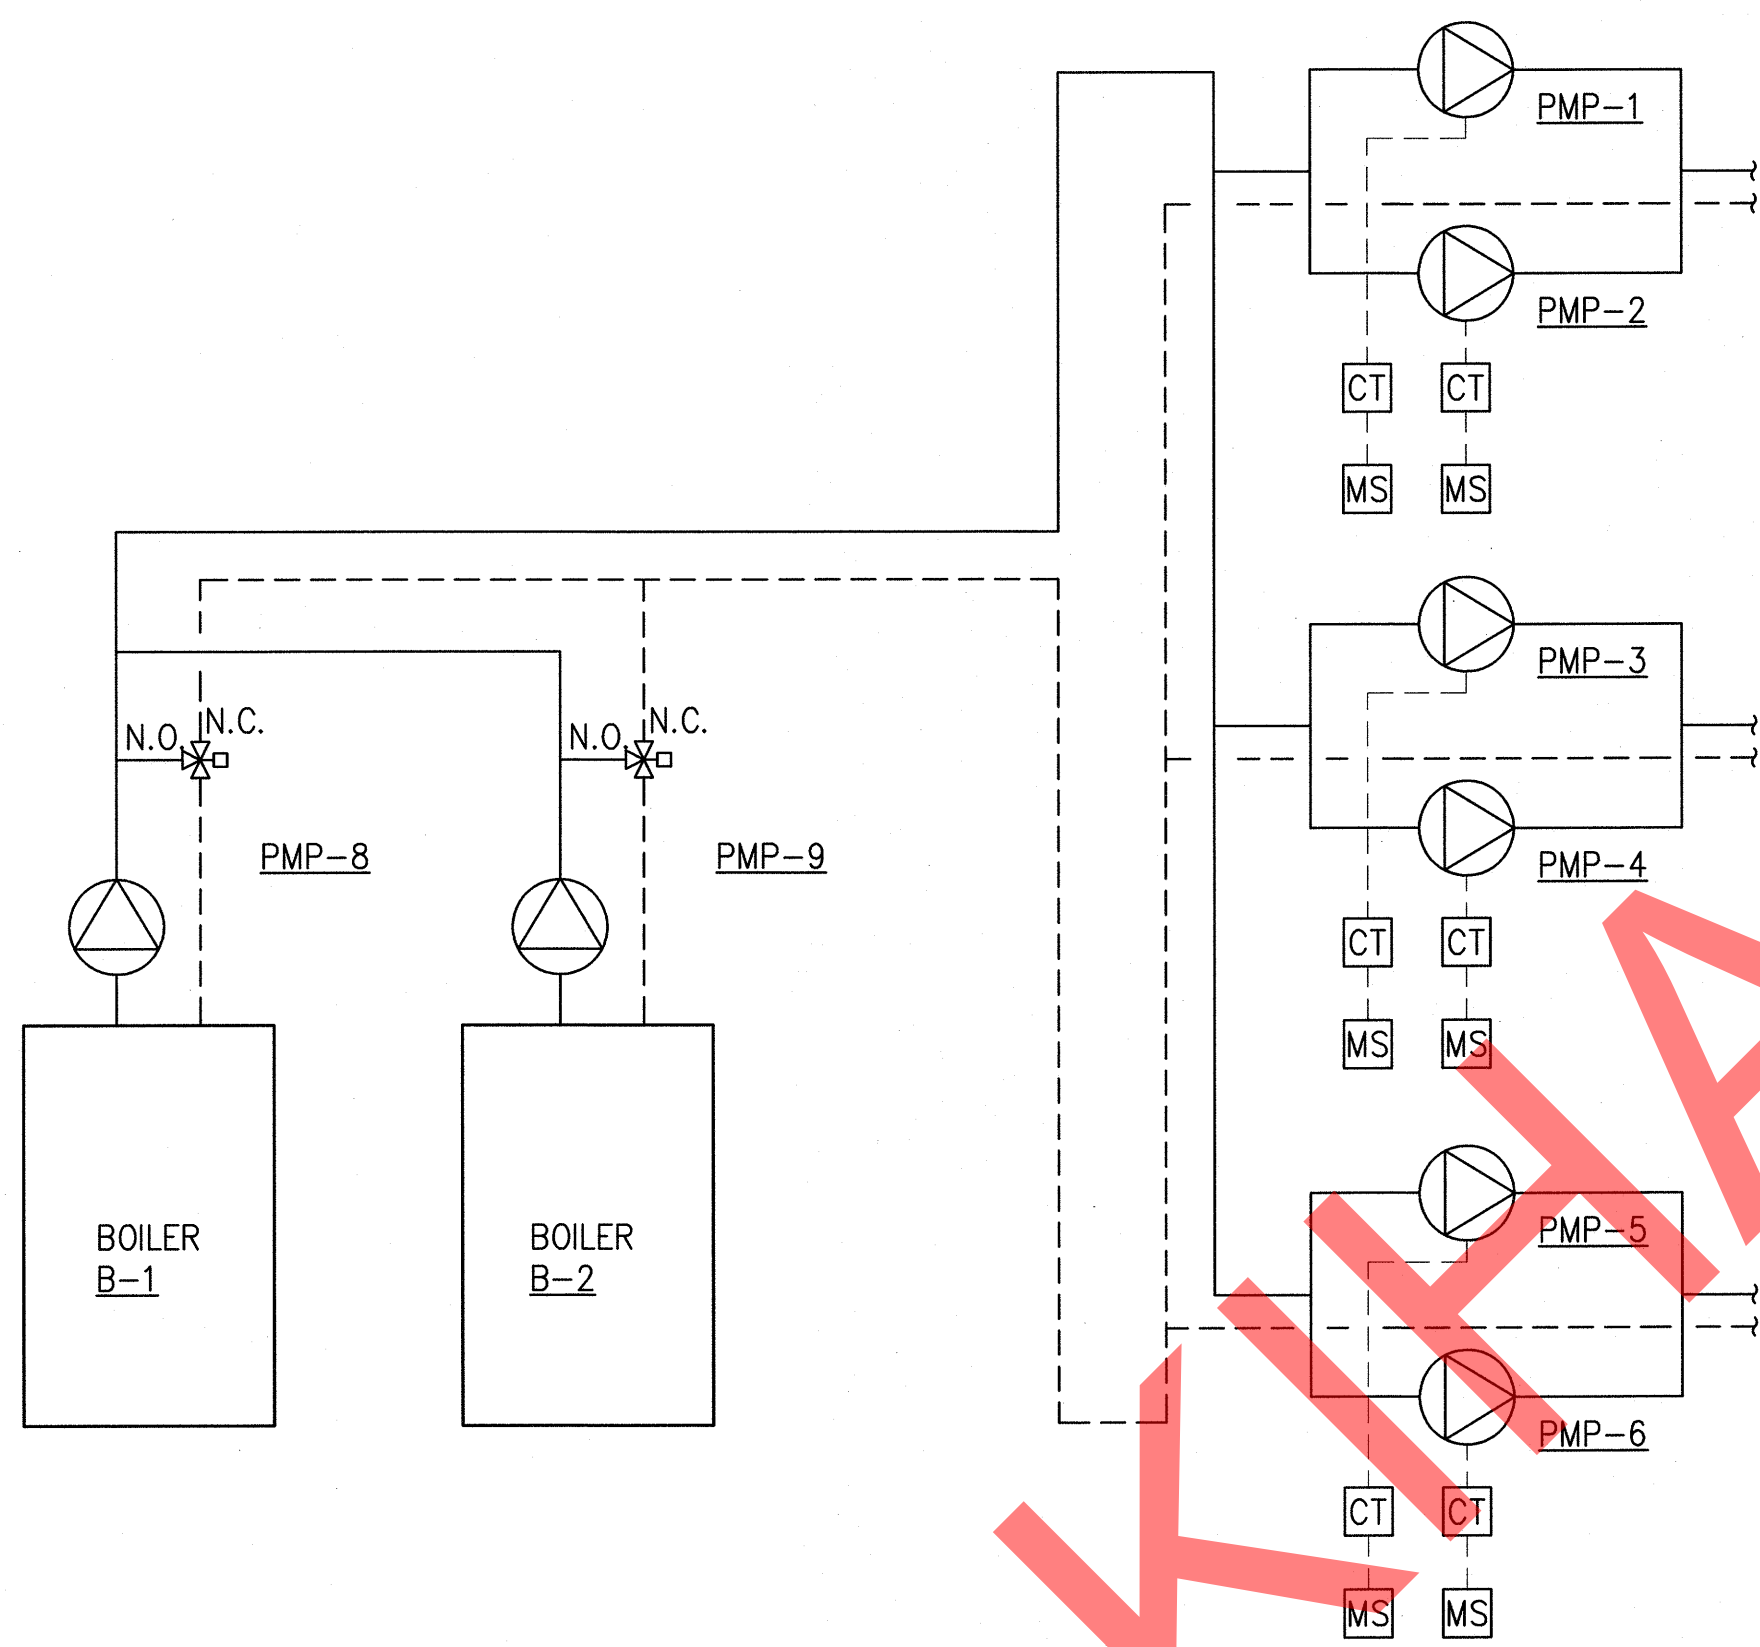 PMP-1
PMP-2
CT CT
MS MS
PMP-3
N.O. N.C. N.O. N.C.
PMP-8 PMP-9
PMP-4
CT CT
MS MS
BOILER
B-1
BOILER
B-2
PMP-5
PMP-6
CT CT
MS MS
KIHA